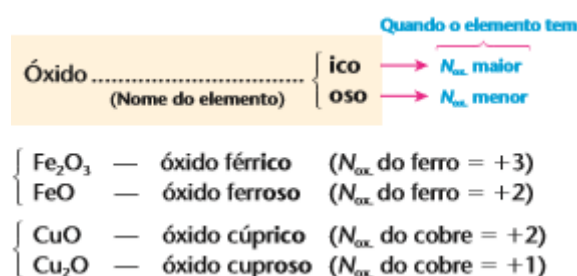 Quando o elemento tem
Óxido ................................ { ico → Nox. maior
(Nome do elemento) oso → Nox. menor
Fe₂O₃ — óxido férrico (Nox. do ferro = +3)
FeO — óxido ferroso (Nox. do ferro = +2)
CuO — óxido cúprico (Nox. do cobre = +2)
Cu₂O — óxido cuproso (Nox. do cobre = +1)